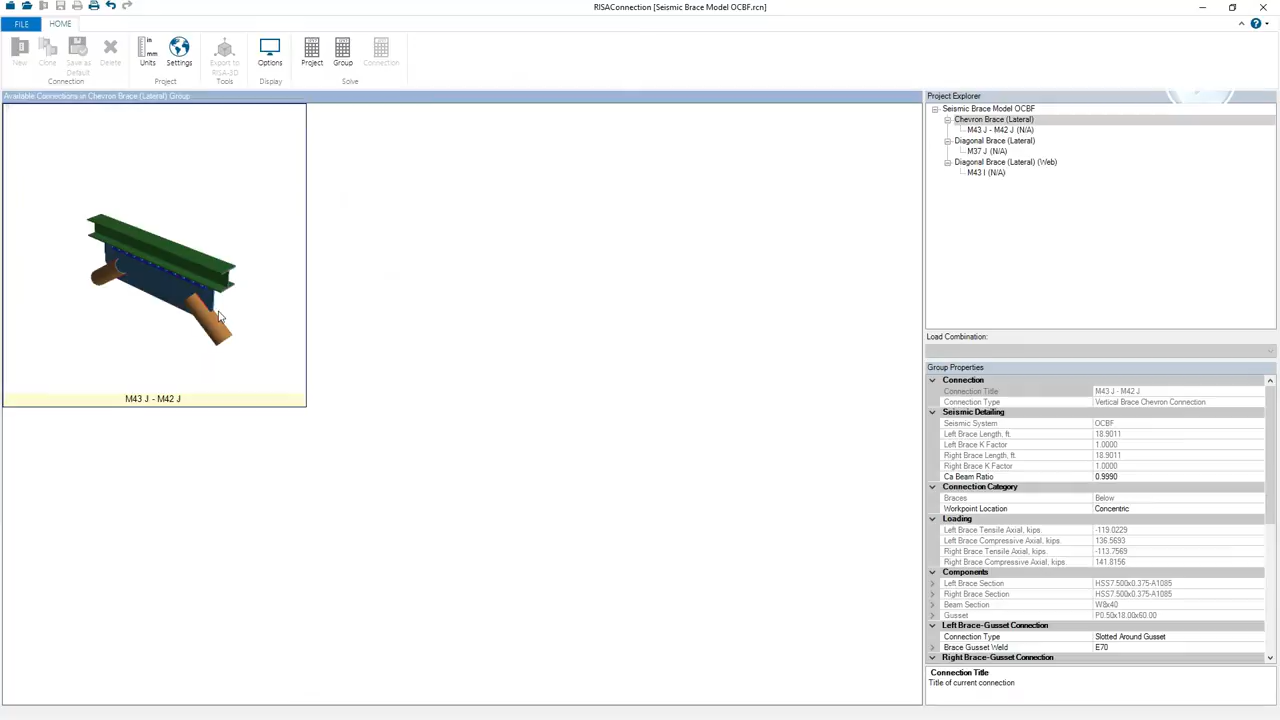 RISAConnection [Seismic Brace Model OCBF.rcn]
FILE HOME
New Clone Save as Default Delete Units Settings Export to RISA-3D Options Project Group Connection
Connection Project Tools Display Solve
Available Connections in Chevron Brace (Lateral) Group
M43 J - M42 J
Project Explorer
Seismic Brace Model OCBF
Chevron Brace (Lateral)
M43 J - M42 J (N/A)
Diagonal Brace (Lateral)
M37 J (N/A)
Diagonal Brace (Lateral) (Web)
M43 I (N/A)
Load Combination:
Group Properties
Connection
Connection Title M43 J - M42 J
Connection Type Vertical Brace Chevron Connection
Seismic Detailing
Seismic System OCBF
Left Brace Length, ft. 18.9011
Left Brace K Factor 1.0000
Right Brace Length, ft. 18.9011
Right Brace K Factor 1.0000
Ca Beam Ratio 0.9990
Connection Category
Braces Below
Workpoint Location Concentric
Loading
Left Brace Tensile Axial, kips. -119.0229
Left Brace Compressive Axial, kips. 136.5693
Right Brace Tensile Axial, kips. -113.7569
Right Brace Compressive Axial, kips. 141.8156
Components
Left Brace Section HSS7.500x0.375-A1085
Right Brace Section HSS7.500x0.375-A1085
Beam Section W8x40
Gusset P0.50x18.00x60.00
Left Brace-Gusset Connection
Connection Type Slotted Around Gusset
Brace Gusset Weld E70
Right Brace-Gusset Connection
Connection Title
Title of current connection